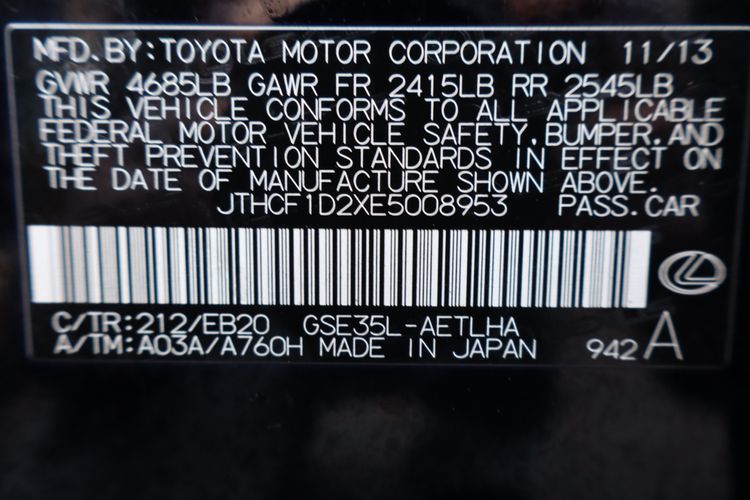 MFD.BY:TOYOTA MOTOR CORPORATION 11/13
GVWR 4685LB GAWR FR 2415LB RR 2545LB
THIS VEHICLE CONFORMS TO ALL APPLICABLE
FEDERAL MOTOR VEHICLE SAFETY,BUMPER,AND
THEFT PREVENTION STANDARDS IN EFFECT ON
THE DATE OF MANUFACTURE SHOWN ABOVE.
JTHCF1D2XE5008953 PASS.CAR
C/TR:212/EB20 GSE35L-AETLHA
A/TM:A03A/A760H MADE IN JAPAN 942 A